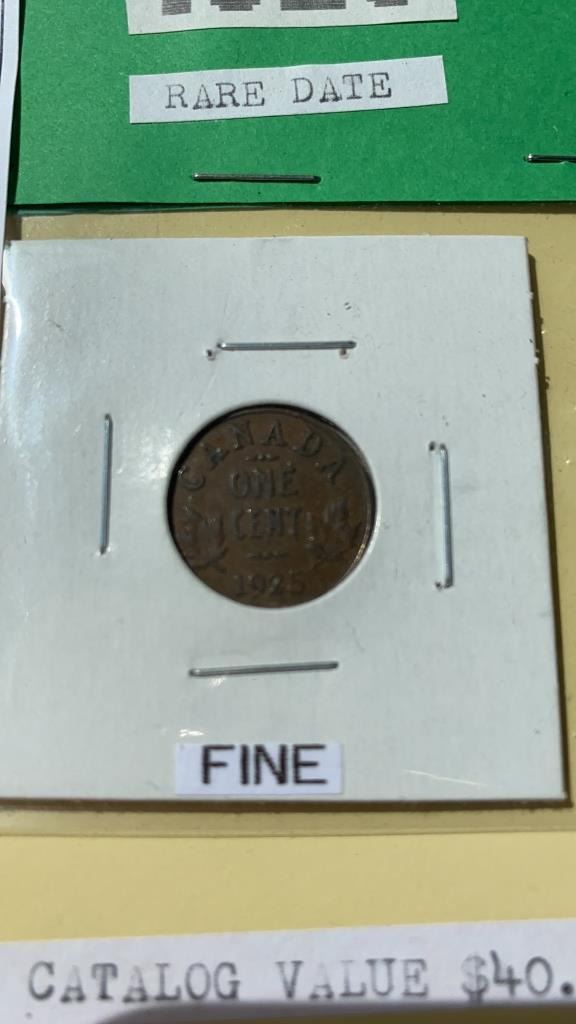 RARE DATE
CANADA
ONE
CENT
1925
FINE
CATALOG VALUE $40.